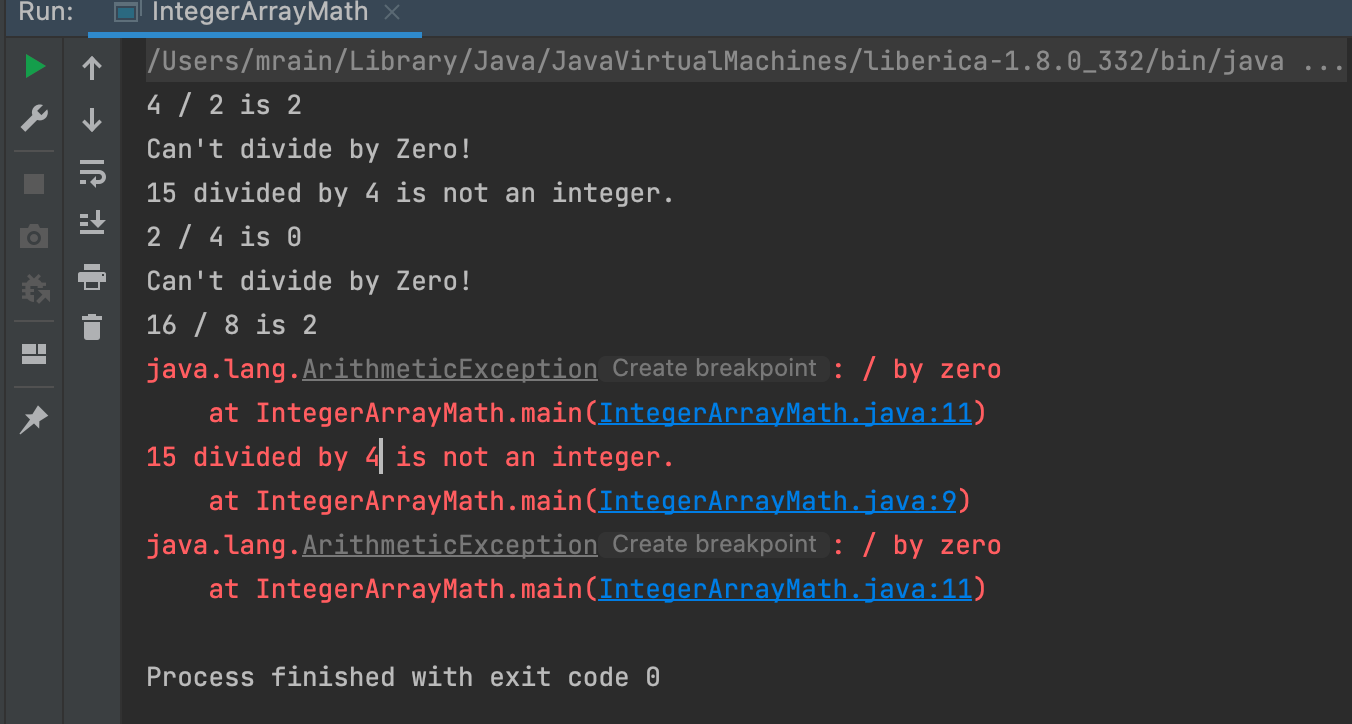 Run: IntegerArrayMath
/Users/mrain/Library/Java/JavaVirtualMachines/liberica-1.8.0_332/bin/java ...
4 / 2 is 2
Can't divide by Zero!
15 divided by 4 is not an integer.
2 / 4 is 0
Can't divide by Zero!
16 / 8 is 2
java.lang.ArithmeticException Create breakpoint : / by zero
    at IntegerArrayMath.main(IntegerArrayMath.java:11)
15 divided by 4 is not an integer.
    at IntegerArrayMath.main(IntegerArrayMath.java:9)
java.lang.ArithmeticException Create breakpoint : / by zero
    at IntegerArrayMath.main(IntegerArrayMath.java:11)
Process finished with exit code 0